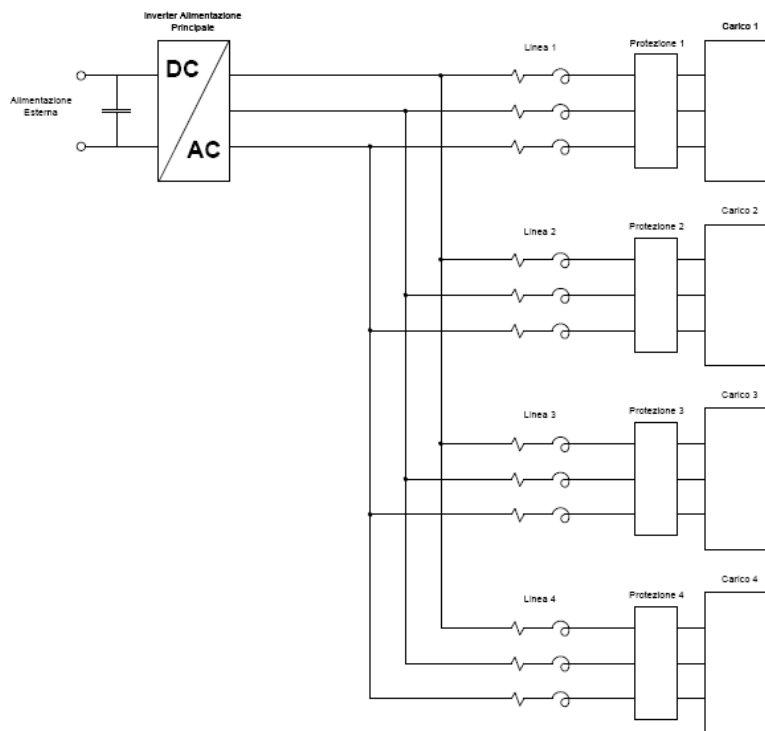 Inverter Alimentazione
Principale
DC
AC
Alimentazione
Esterna
Linea 1
Protezione 1
Carico 1
Linea 2
Protezione 2
Carico 2
Linea 3
Protezione 3
Carico 3
Linea 4
Protezione 4
Carico 4